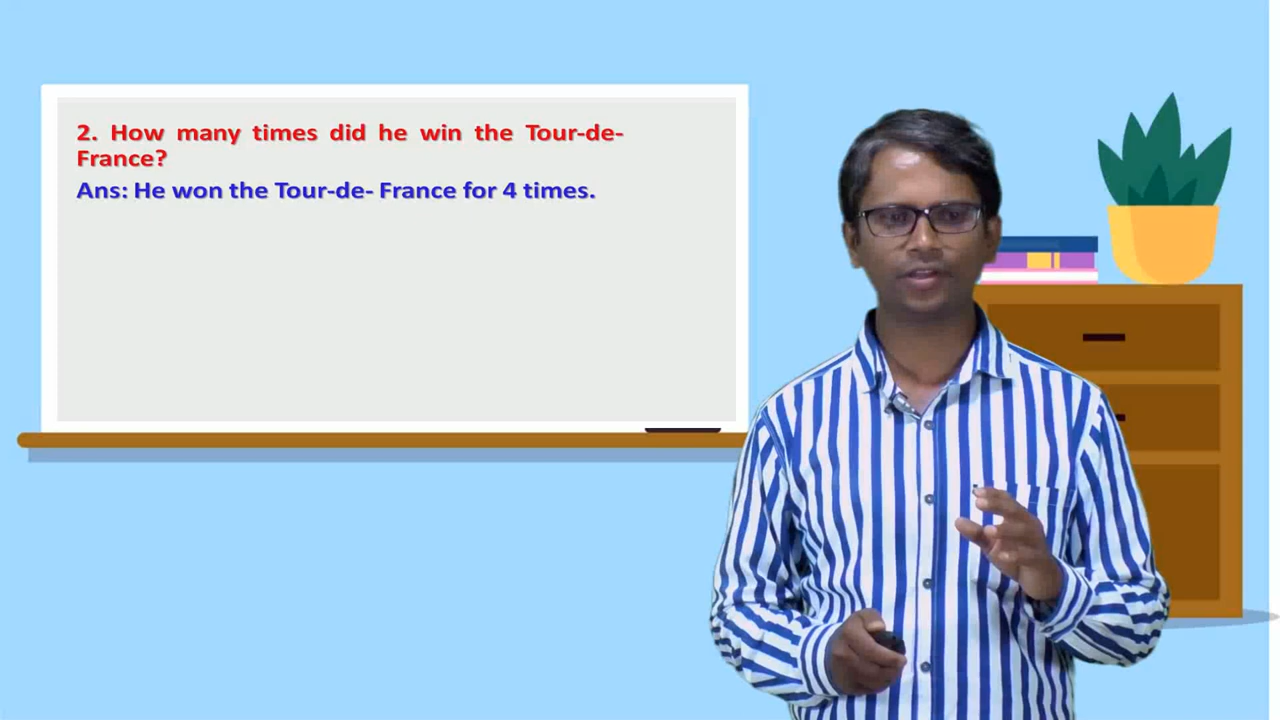 2. How many times did he win the Tour-de-
France?
Ans: He won the Tour-de- France for 4 times.